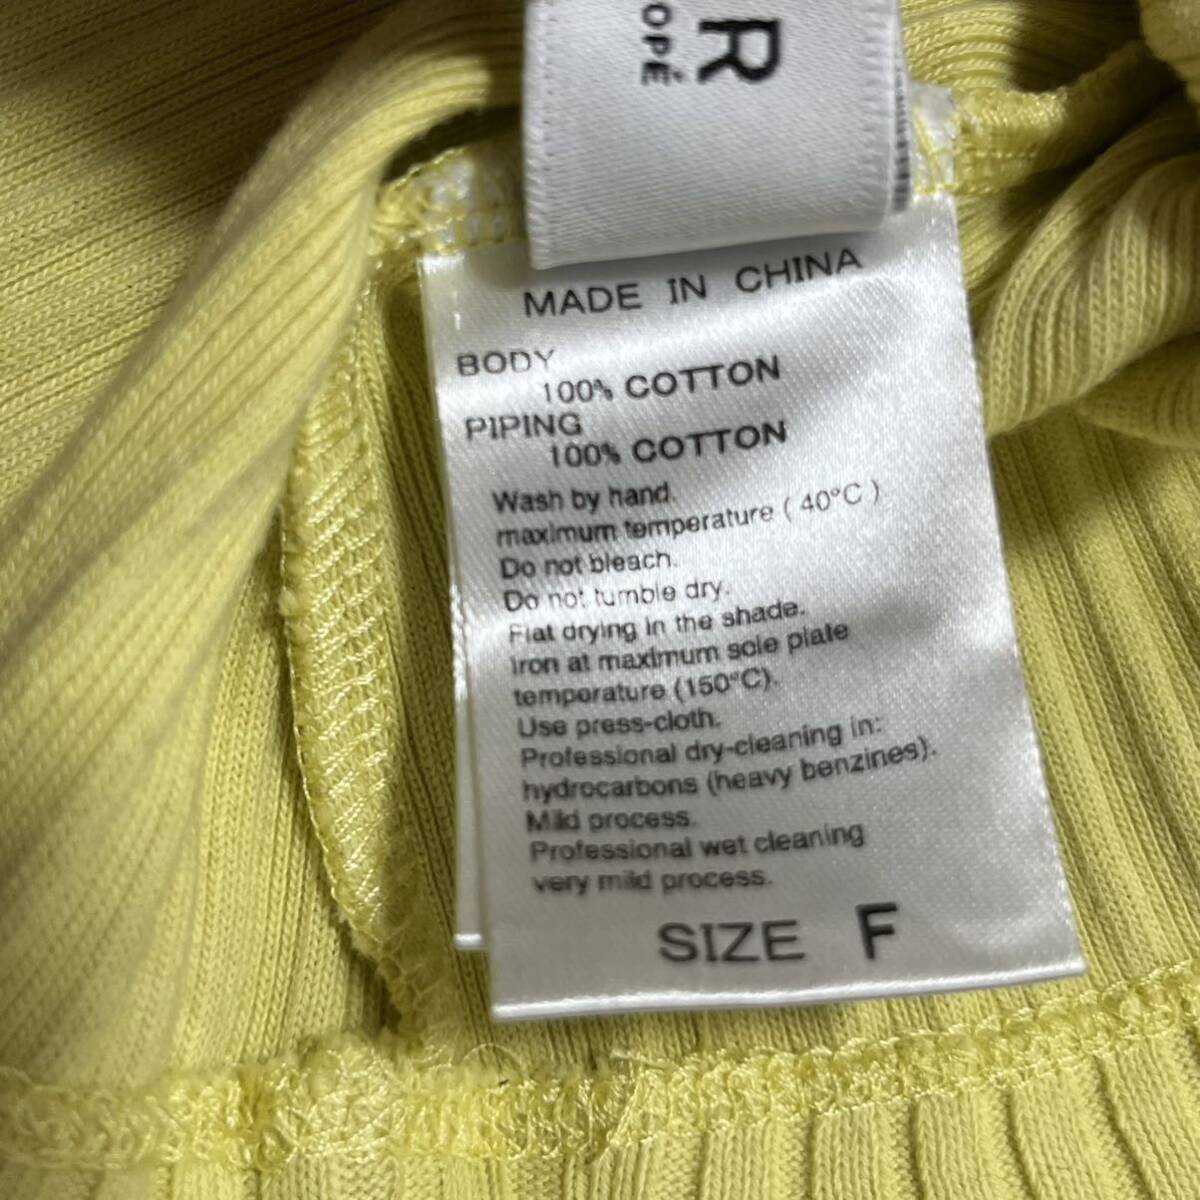 R
OPÉ
MADE IN CHINA
BODY
100% COTTON
PIPING
100% COTTON
Wash by hand.
maximum temperature ( 40°C )
Do not bleach.
Do not tumble dry.
Flat drying in the shade.
Iron at maximum sole plate
temperature (150°C).
Use press-cloth.
Professional dry-cleaning in:
hydrocarbons (heavy benzines).
Mild process.
Professional wet cleaning
very mild process.
SIZE F